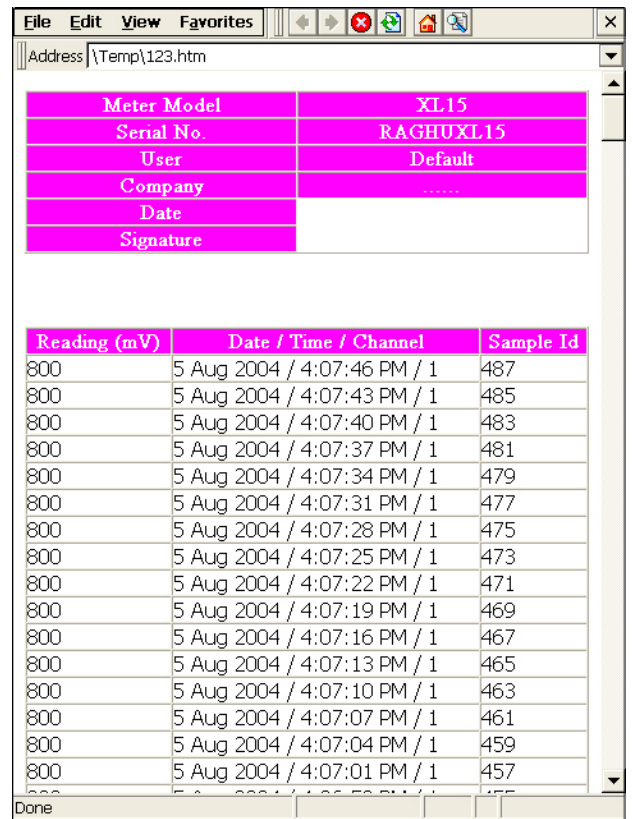 File Edit View Favorites
Address \Temp\123.htm
Meter Model XL15
Serial No. RAGHUXL15
User Default
Company ......
Date
Signature
Reading (mV) Date / Time / Channel Sample Id
800 5 Aug 2004 / 4:07:46 PM / 1 487
800 5 Aug 2004 / 4:07:43 PM / 1 485
800 5 Aug 2004 / 4:07:40 PM / 1 483
800 5 Aug 2004 / 4:07:37 PM / 1 481
800 5 Aug 2004 / 4:07:34 PM / 1 479
800 5 Aug 2004 / 4:07:31 PM / 1 477
800 5 Aug 2004 / 4:07:28 PM / 1 475
800 5 Aug 2004 / 4:07:25 PM / 1 473
800 5 Aug 2004 / 4:07:22 PM / 1 471
800 5 Aug 2004 / 4:07:19 PM / 1 469
800 5 Aug 2004 / 4:07:16 PM / 1 467
800 5 Aug 2004 / 4:07:13 PM / 1 465
800 5 Aug 2004 / 4:07:10 PM / 1 463
800 5 Aug 2004 / 4:07:07 PM / 1 461
800 5 Aug 2004 / 4:07:04 PM / 1 459
800 5 Aug 2004 / 4:07:01 PM / 1 457
Done